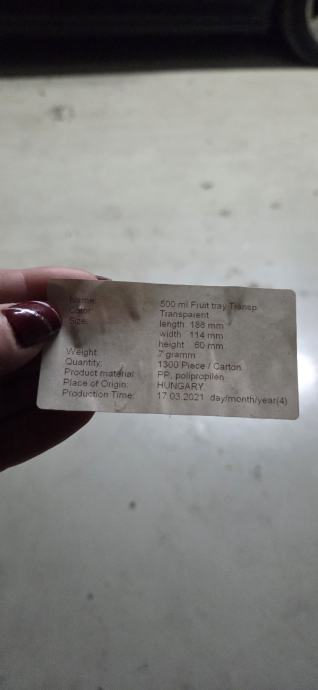 Name: 500 ml Fruit tray Transp.
Color: Transparent
Size: length 188 mm
width 114 mm
height 60 mm
Weight: 7 gramm
Quantity: 1300 Piece / Carton
Product material: PP, polipropilen
Place of Origin: HUNGARY
Production Time: 17.03.2021 day/month/year(4)